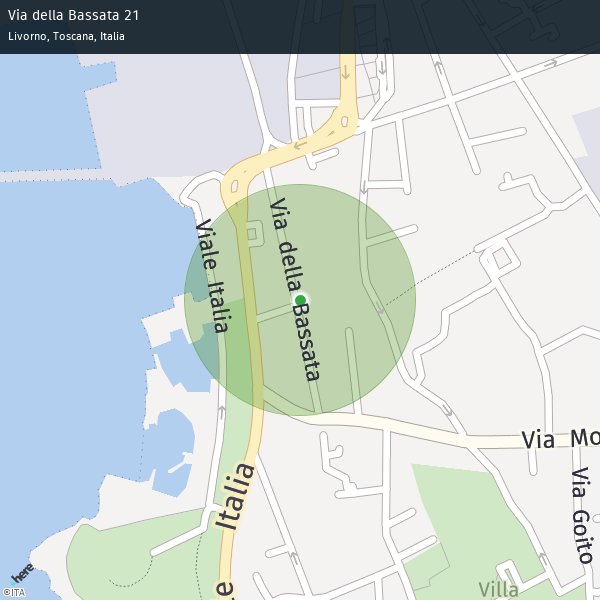 Via della Bassata 21
Livorno, Toscana, Italia
Via della Bassata
Viale Italia
Via Mo
e Italia
Via Goito
Villa
here
©ITA